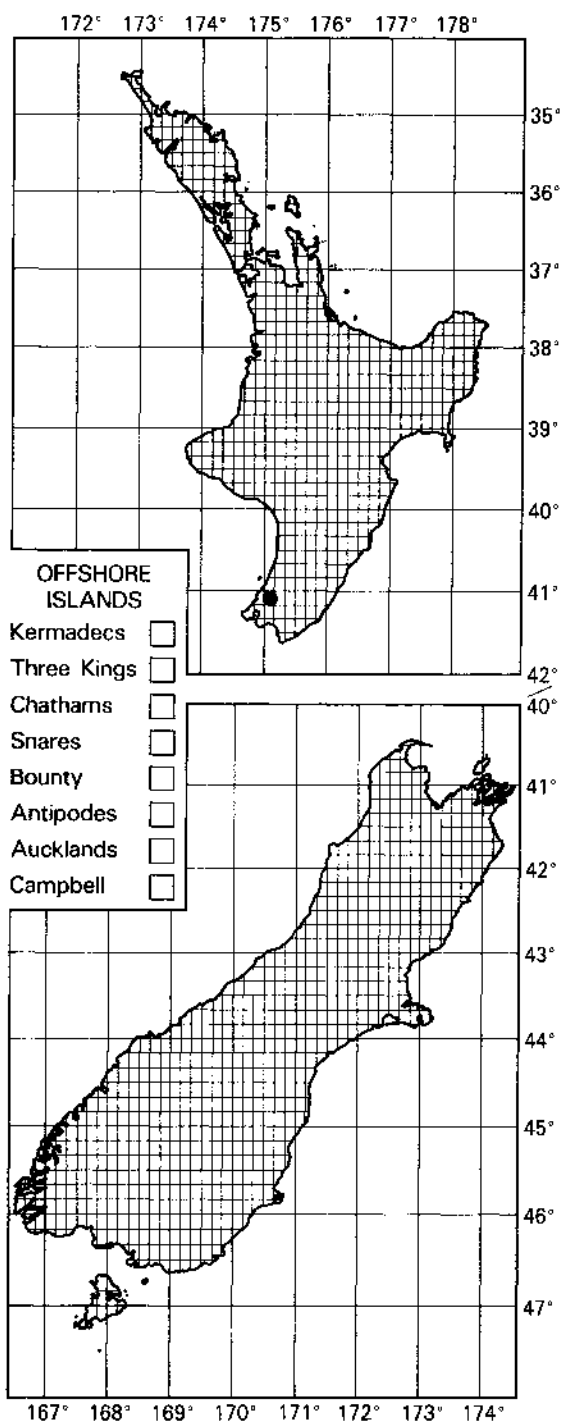 172° 173° 174° 175° 176° 177° 178°
35°
36°
37°
38°
39°
40°
41°
42°
OFFSHORE
ISLANDS
Kermadecs
Three Kings
Chathams
Snares
Bounty
Antipodes
Aucklands
Campbell
40°
41°
42°
43°
44°
45°
46°
47°
167° 168° 169° 170° 171° 172° 173° 174°